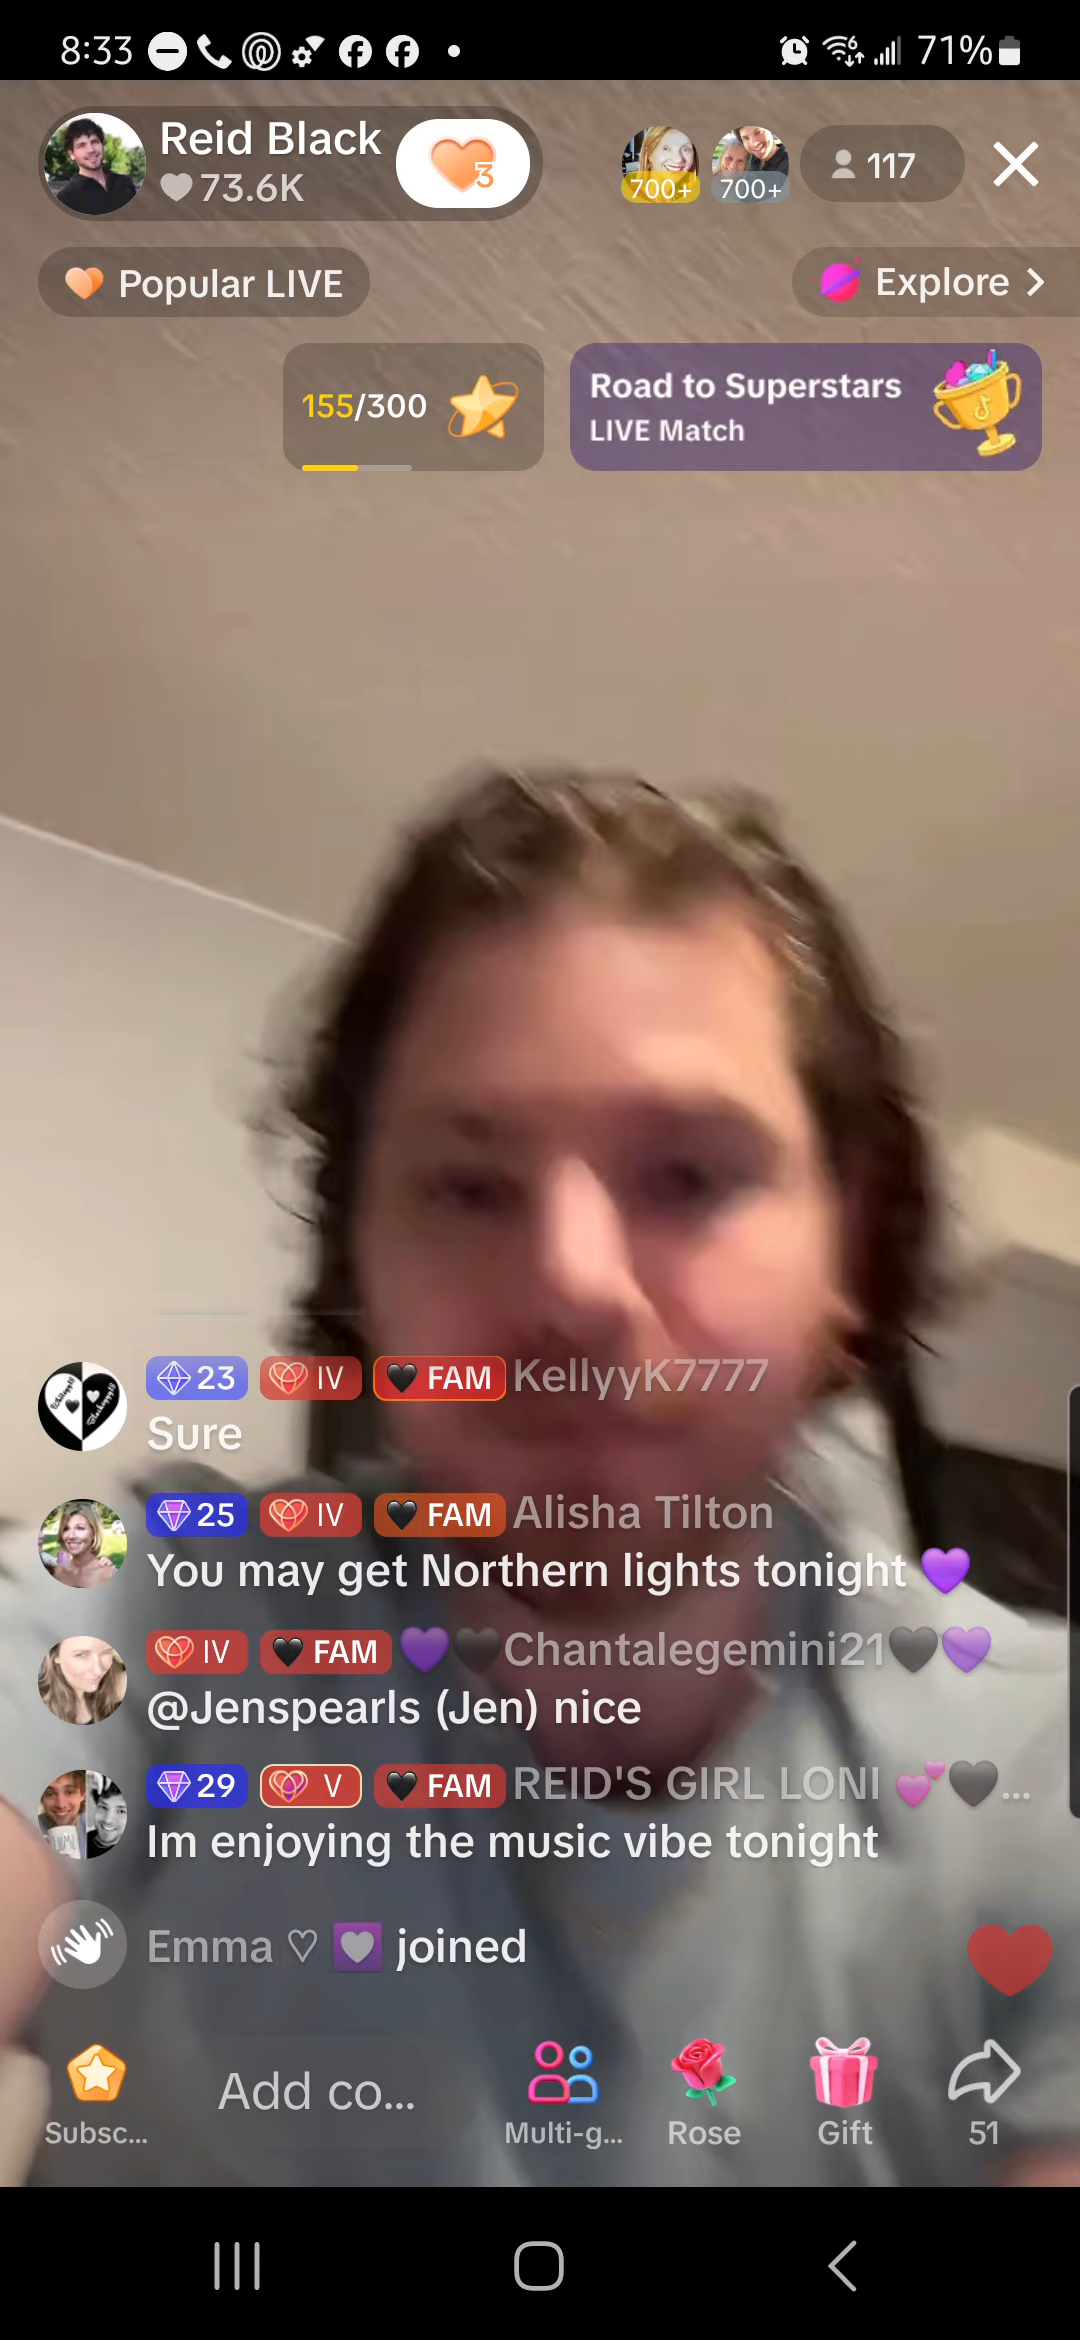 8:33
71%
Reid Black
73.6K
3
700+
700+
117
Popular LIVE
Explore >
155/300
Road to Superstars
LIVE Match
23 IV FAM KellyyK7777
Sure
25 IV FAM Alisha Tilton
You may get Northern lights tonight 💜
IV FAM 💜🖤Chantalegemini21🖤💜
@Jenspearls (Jen) nice
29 V FAM REID'S GIRL LONI 💕🖤...
Im enjoying the music vibe tonight
Emma ♡ 💟 joined
Add co...
Subsc...
Multi-g...
Rose
Gift
51